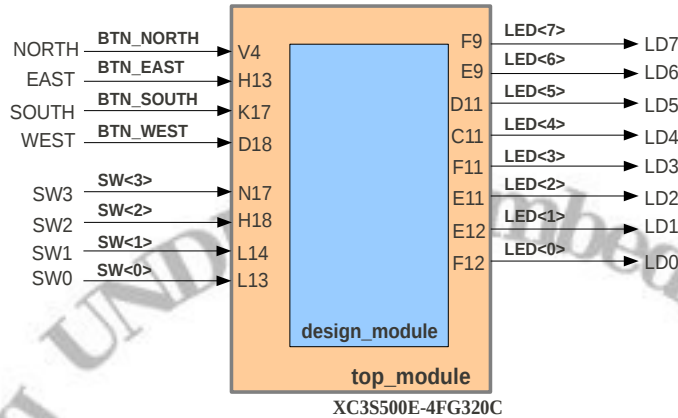 NORTH BTN_NORTH V4
EAST BTN_EAST H13
SOUTH BTN_SOUTH K17
WEST BTN_WEST D18
SW3 SW<3> N17
SW2 SW<2> H18
SW1 SW<1> L14
SW0 SW<0> L13
F9 LED<7> LD7
E9 LED<6> LD6
D11 LED<5> LD5
C11 LED<4> LD4
F11 LED<3> LD3
E11 LED<2> LD2
E12 LED<1> LD1
F12 LED<0> LD0
design_module
top_module
XC3S500E-4FG320C